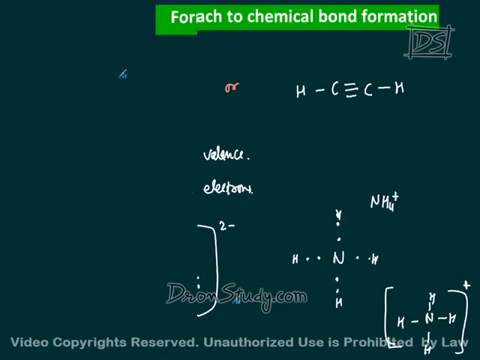 Forach to chemical bond formation
DS
or H - C ≡ C - H
valence.
electrons.
2-
NH4+
H
H N H
H
DronStudy.com
H
H - N - H
H
+
Video Copyrights Reserved. Unauthorized Use is Prohibited by Law